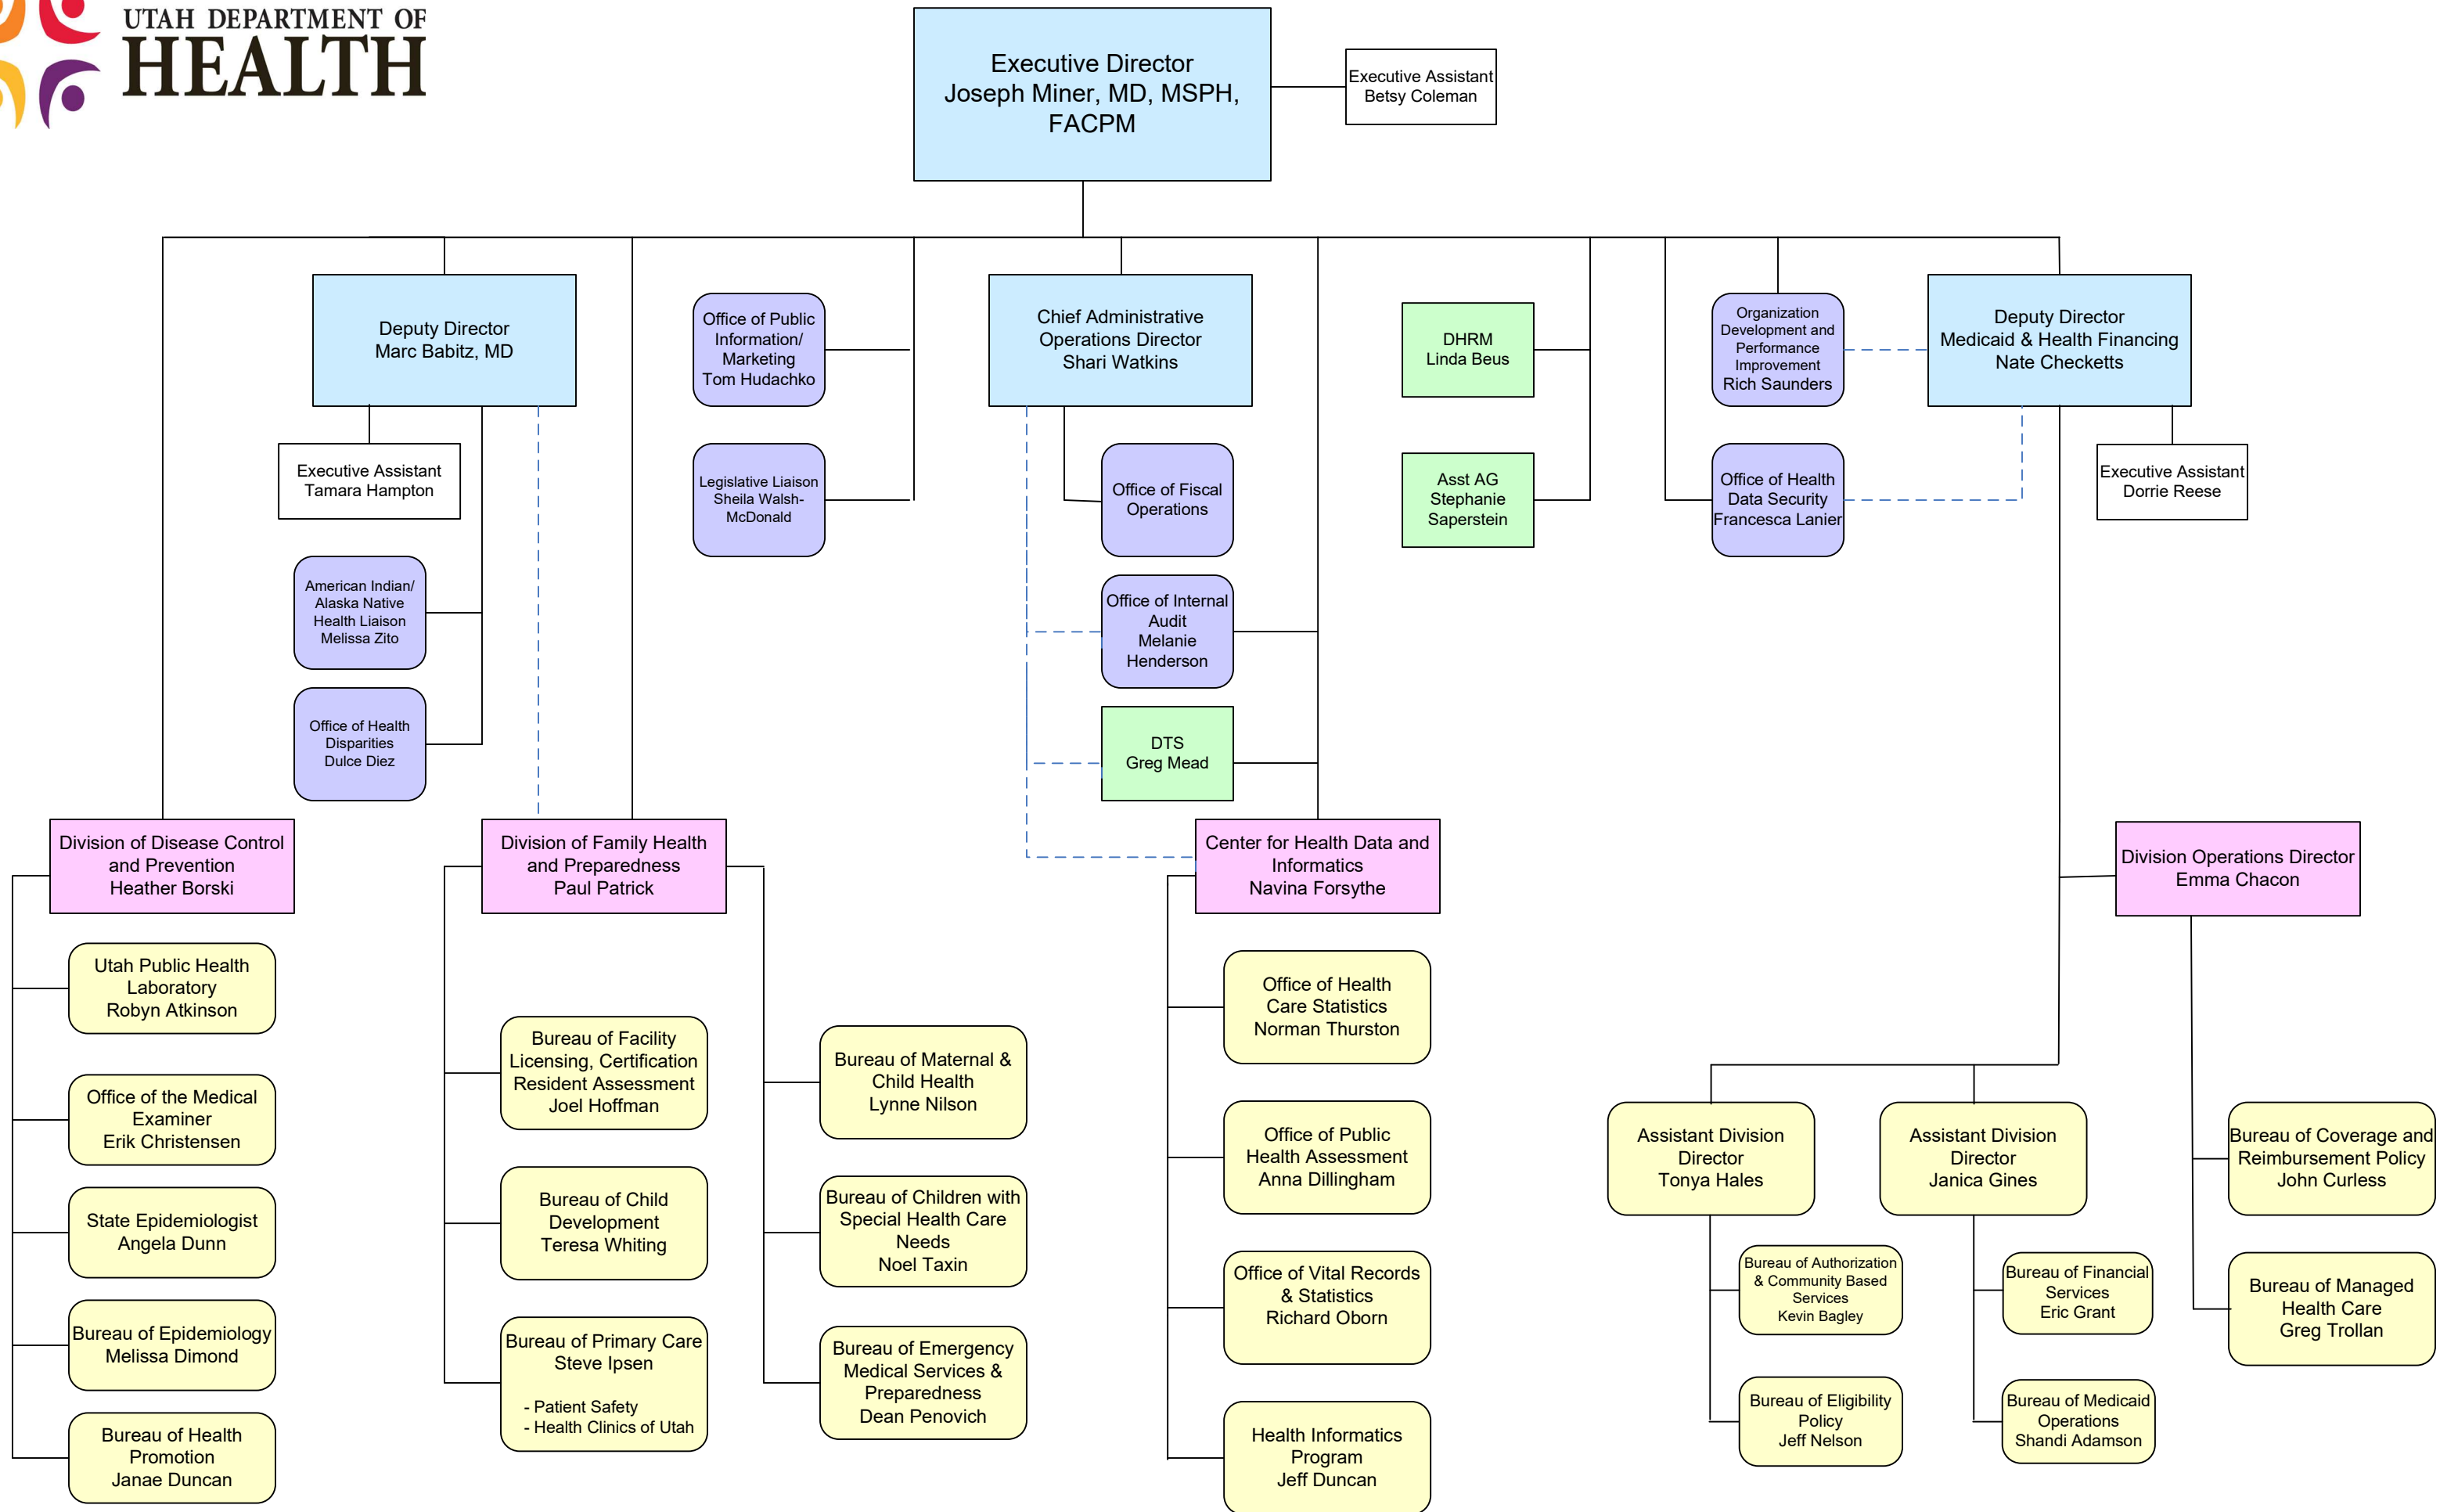 UTAH DEPARTMENT OF
HEALTH
Executive Director
Joseph Miner, MD, MSPH,
FACPM
Executive Assistant
Betsy Coleman
Deputy Director
Marc Babitz, MD
Executive Assistant
Tamara Hampton
American Indian/
Alaska Native
Health Liaison
Melissa Zito
Office of Health
Disparities
Dulce Diez
Office of Public
Information/
Marketing
Tom Hudachko
Legislative Liaison
Sheila Walsh-
McDonald
Chief Administrative
Operations Director
Shari Watkins
Office of Fiscal
Operations
Office of Internal
Audit
Melanie
Henderson
DTS
Greg Mead
DHRM
Linda Beus
Asst AG
Stephanie
Saperstein
Organization
Development and
Performance
Improvement
Rich Saunders
Office of Health
Data Security
Francesca Lanier
Deputy Director
Medicaid & Health Financing
Nate Checketts
Executive Assistant
Dorrie Reese
Division of Disease Control
and Prevention
Heather Borski
Utah Public Health
Laboratory
Robyn Atkinson
Office of the Medical
Examiner
Erik Christensen
State Epidemiologist
Angela Dunn
Bureau of Epidemiology
Melissa Dimond
Bureau of Health
Promotion
Janae Duncan
Division of Family Health
and Preparedness
Paul Patrick
Bureau of Facility
Licensing, Certification
Resident Assessment
Joel Hoffman
Bureau of Child
Development
Teresa Whiting
Bureau of Primary Care
Steve Ipsen
- Patient Safety
- Health Clinics of Utah
Bureau of Maternal &
Child Health
Lynne Nilson
Bureau of Children with
Special Health Care
Needs
Noel Taxin
Bureau of Emergency
Medical Services &
Preparedness
Dean Penovich
Center for Health Data and
Informatics
Navina Forsythe
Office of Health
Care Statistics
Norman Thurston
Office of Public
Health Assessment
Anna Dillingham
Office of Vital Records
& Statistics
Richard Oborn
Health Informatics
Program
Jeff Duncan
Division Operations Director
Emma Chacon
Assistant Division
Director
Tonya Hales
Bureau of Authorization
& Community Based
Services
Kevin Bagley
Bureau of Eligibility
Policy
Jeff Nelson
Assistant Division
Director
Janica Gines
Bureau of Financial
Services
Eric Grant
Bureau of Medicaid
Operations
Shandi Adamson
Bureau of Coverage and
Reimbursement Policy
John Curless
Bureau of Managed
Health Care
Greg Trollan